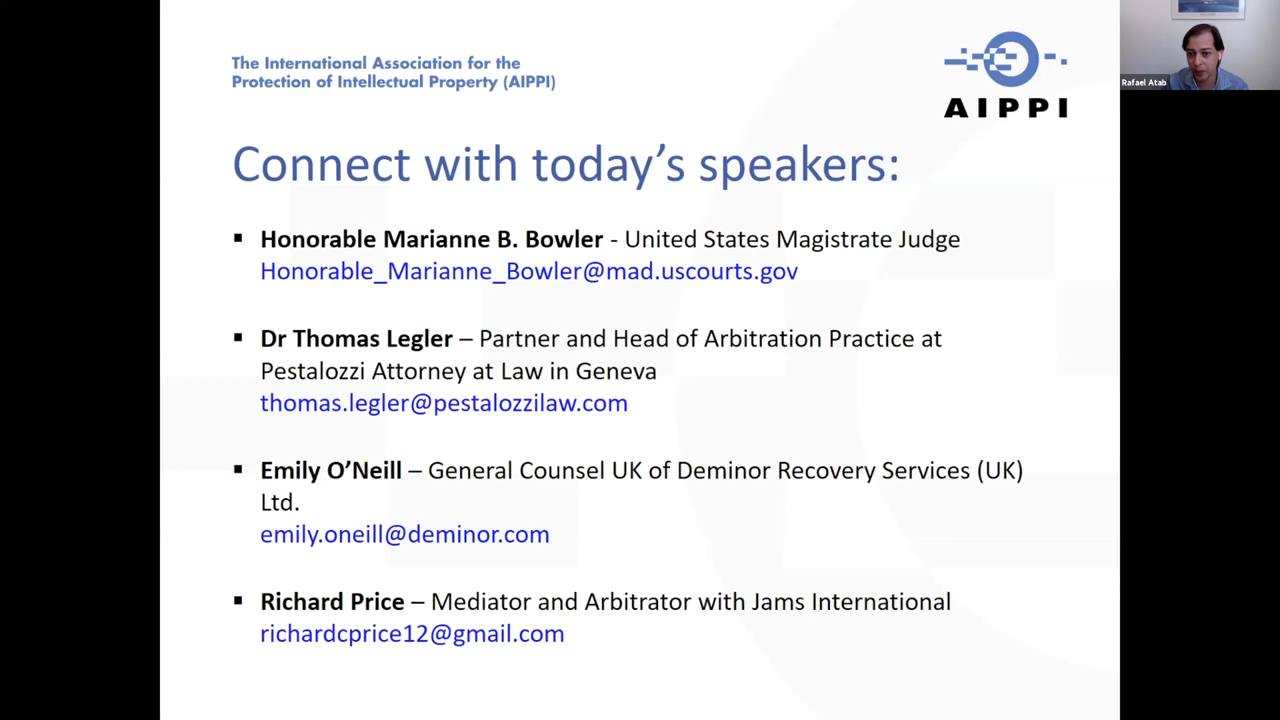 The International Association for the
Protection of Intellectual Property (AIPPI)
AIPPI
Rafael Atab
Connect with today’s speakers:
▪ Honorable Marianne B. Bowler - United States Magistrate Judge
Honorable_Marianne_Bowler@mad.uscourts.gov
▪ Dr Thomas Legler – Partner and Head of Arbitration Practice at
Pestalozzi Attorney at Law in Geneva
thomas.legler@pestalozzilaw.com
▪ Emily O’Neill – General Counsel UK of Deminor Recovery Services (UK)
Ltd.
emily.oneill@deminor.com
▪ Richard Price – Mediator and Arbitrator with Jams International
richardcprice12@gmail.com